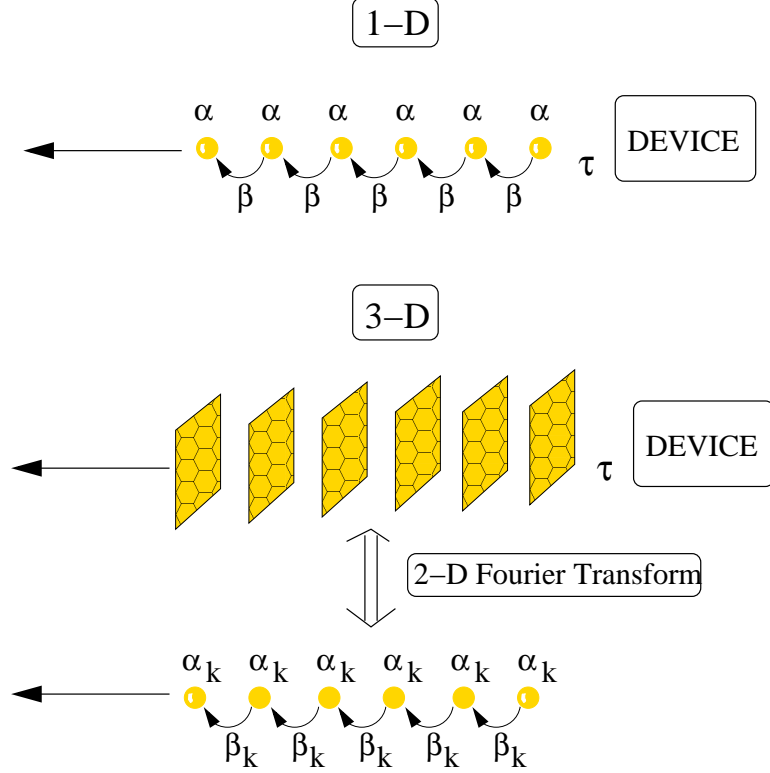 1–D
α α α α α α
DEVICE
τ
β β β β β
3–D
DEVICE
τ
2–D Fourier Transform
αk αk αk αk αk αk
βk βk βk βk βk